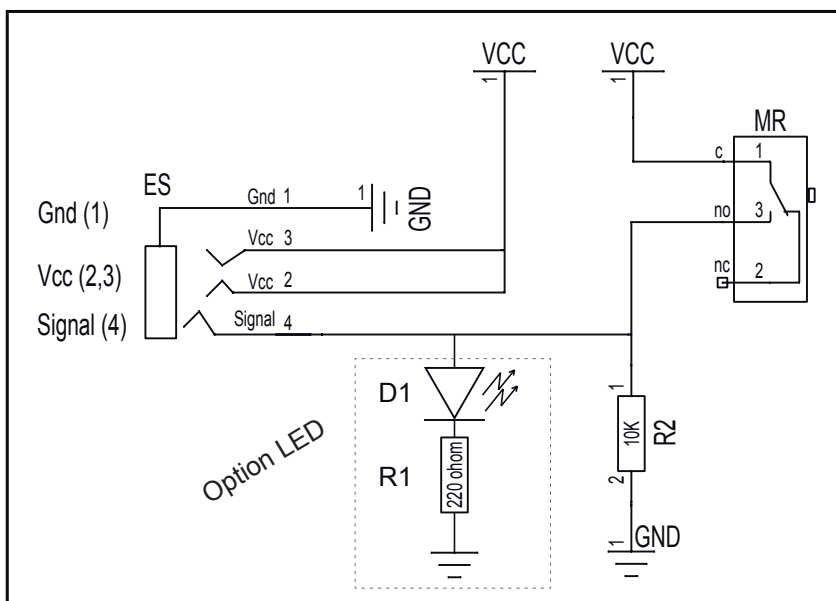 VCC
1
VCC
1
MR
c 1
no 3
nc 2
ES
Gnd (1)
Gnd 1
1
GND
Vcc (2,3)
Vcc 3
Vcc 2
Signal (4)
Signal 4
Option LED
D1
R1
220 ohom
1
10K
R2
2
1
GND